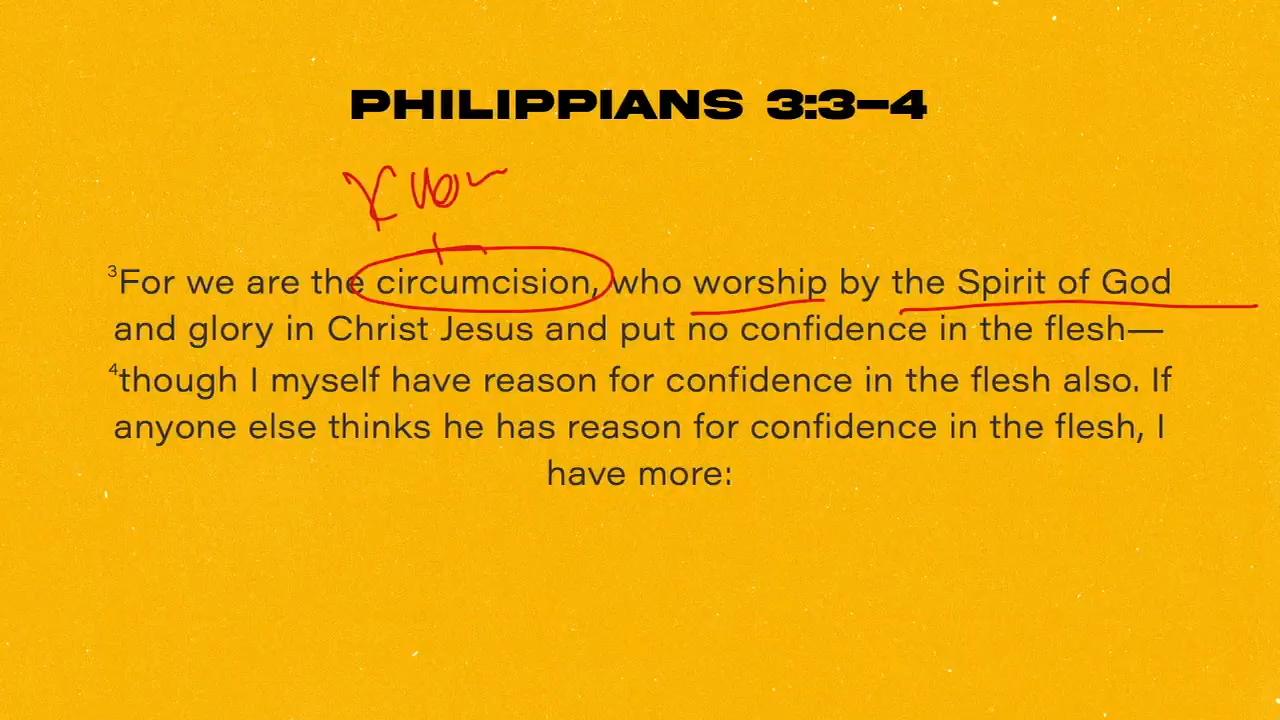 PHILIPPIANS 3:3–4
³For we are the circumcision, who worship by the Spirit of God
and glory in Christ Jesus and put no confidence in the flesh—
⁴though I myself have reason for confidence in the flesh also. If
anyone else thinks he has reason for confidence in the flesh, I
have more: